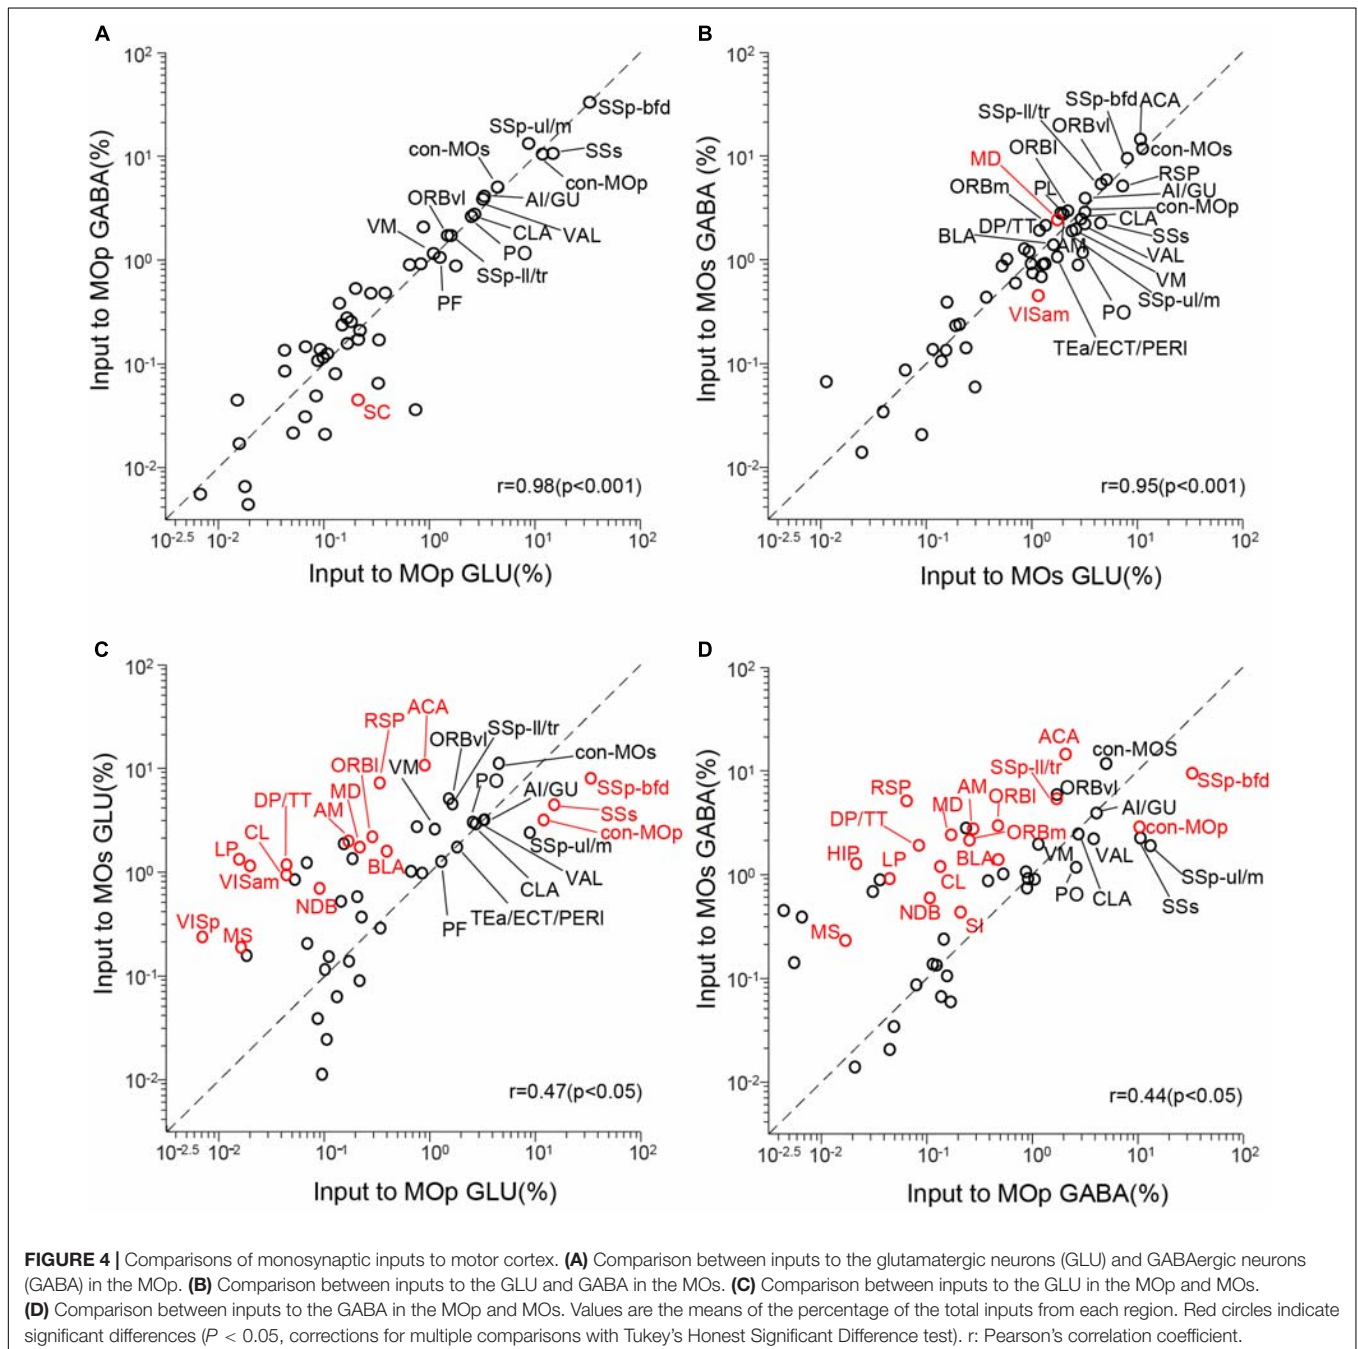 A
10²
10¹
10⁰
10⁻¹
10⁻²
Input to MOp GABA(%)
SSp-bfd
SSp-ul/m
SSs
con-MOs
con-MOp
ORBvl
AI/GU
VM
CLA
VAL
PO
SSp-ll/tr
PF
SC
r=0.98(p<0.001)
10⁻²·⁵ 10⁻² 10⁻¹ 10⁰ 10¹ 10²
Input to MOp GLU(%)
B
10²
10¹
10⁰
10⁻¹
10⁻²
Input to MOs GABA (%)
SSp-bfd ACA
SSp-ll/tr
ORBvl
ORBl
con-MOs
MD
RSP
PL
AI/GU
ORBm
con-MOp
DP/TT
CLA
BLA
AM
SSs
VAL
VM
SSp-ul/m
VISam
PO
TEa/ECT/PERI
r=0.95(p<0.001)
10⁻²·⁵ 10⁻² 10⁻¹ 10⁰ 10¹ 10²
Input to MOs GLU(%)
C
10²
10¹
10⁰
10⁻¹
10⁻²
Input to MOs GLU(%)
ACA
RSP
SSp-ll/tr
ORBvl
con-MOs
ORBl
VM
PO
MD
AI/GU
SSp-bfd
DP/TT
AM
SSs
CL
con-MOp
LP
BLA
SSp-ul/m
VISam
VAL
CLA
NDB
TEa/ECT/PERI
VISp
MS
PF
r=0.47(p<0.05)
10⁻²·⁵ 10⁻² 10⁻¹ 10⁰ 10¹ 10²
Input to MOp GLU(%)
D
10²
10¹
10⁰
10⁻¹
10⁻²
Input to MOs GABA(%)
ACA
con-MOS
SSp-ll/tr
SSp-bfd
RSP
AM
ORBl
ORBvl
MD
AI/GU
DP/TT
ORBm
con-MOp
HIP
LP
BLA
VM
VAL
CL
SSp-ul/m
PO
CLA
SSs
NDB
SI
MS
r=0.44(p<0.05)
10⁻²·⁵ 10⁻² 10⁻¹ 10⁰ 10¹ 10²
Input to MOp GABA(%)
FIGURE 4 | Comparisons of monosynaptic inputs to motor cortex. (A) Comparison between inputs to the glutamatergic neurons (GLU) and GABAergic neurons
(GABA) in the MOp. (B) Comparison between inputs to the GLU and GABA in the MOs. (C) Comparison between inputs to the GLU in the MOp and MOs.
(D) Comparison between inputs to the GABA in the MOp and MOs. Values are the means of the percentage of the total inputs from each region. Red circles indicate
significant differences (P < 0.05, corrections for multiple comparisons with Tukey's Honest Significant Difference test). r: Pearson's correlation coefficient.